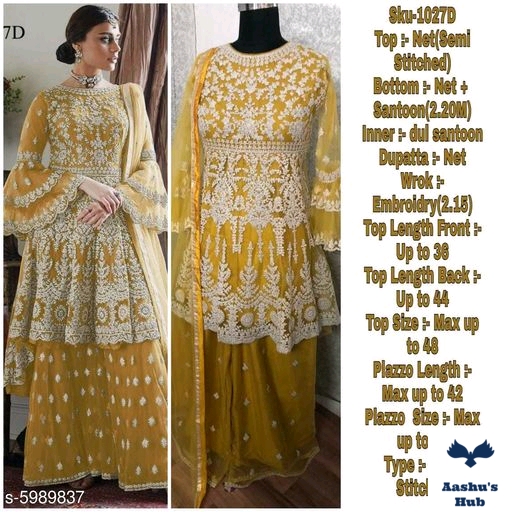 7D
Sku-1027D
Top :- Net(Semi
Stitched)
Bottom :- Net +
Santoon(2.20M)
Inner :- dul santoon
Dupatta :- Net
Wrok :-
Embroidry(2.15)
Top Length Front :-
Up to 36
Top Length Back :-
Up to 44
Top Size :- Max up
to 48
Plazzo Length :-
Max up to 42
Plazzo Size :- Max
up to
Type :-
Stitc
Aashu's
Hub
s-5989837